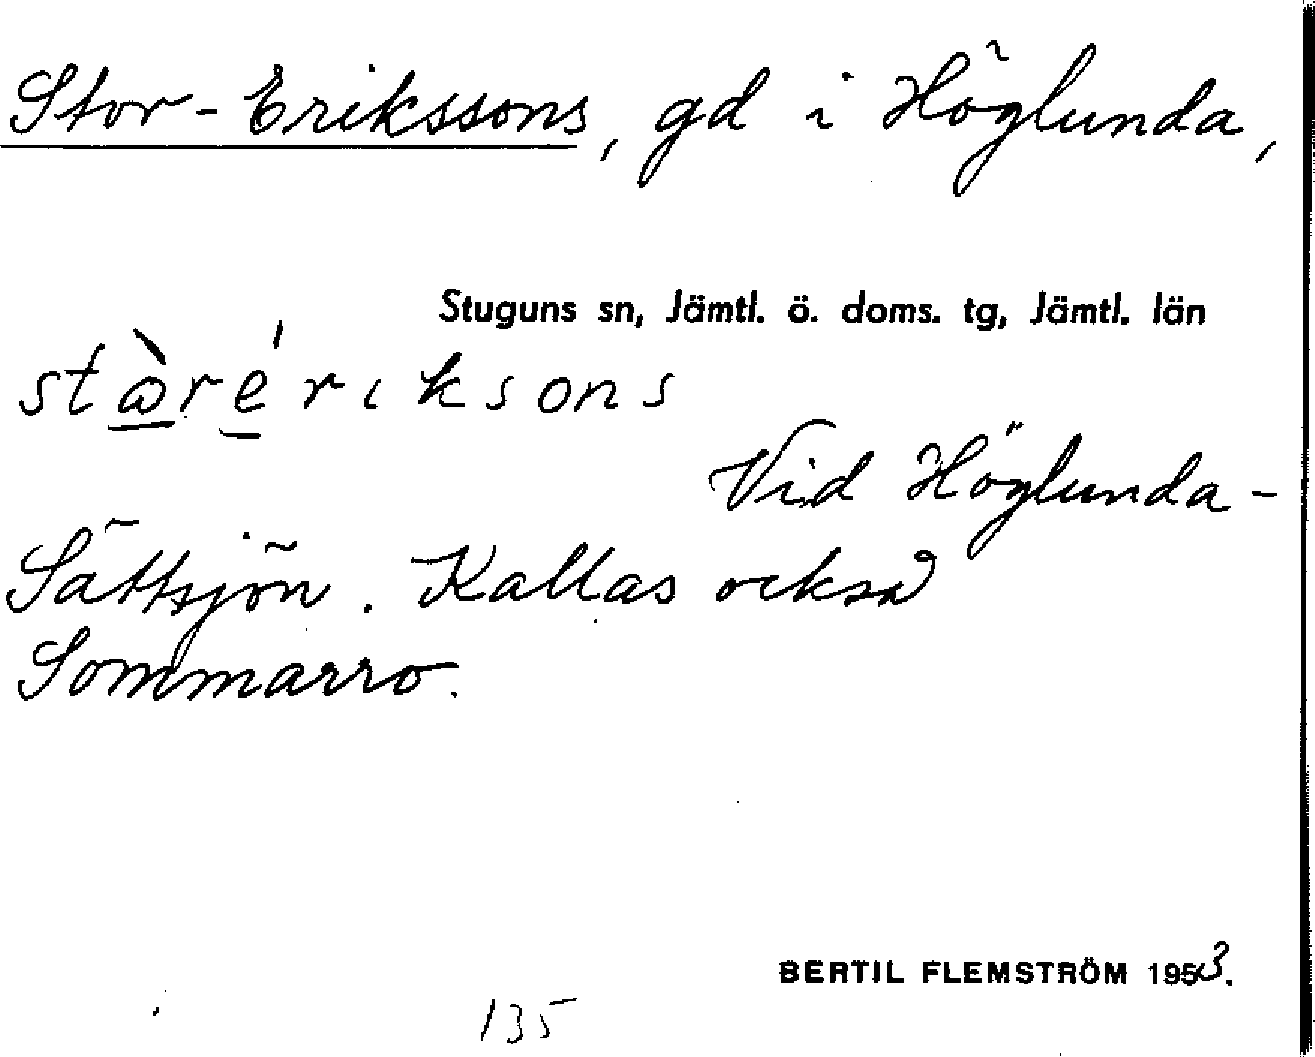 Stor-Erikssons, gd i Höglunda,
Stuguns sn, Jämtl. ö. doms. tg, Jämtl. län
stàrériksons
Vid Höglunda-
Sättsjön. Kallas också
Sommarro.
BERTIL FLEMSTRÖM 1953.
135